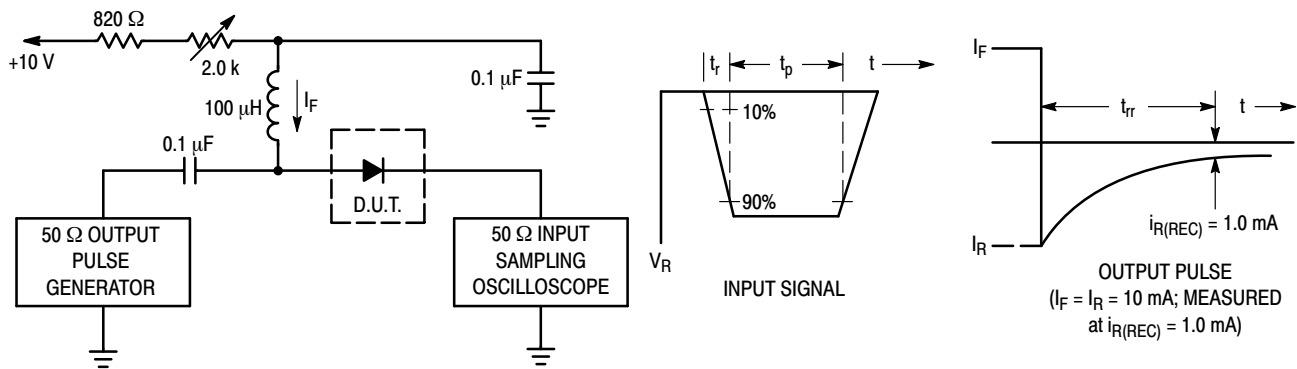 820 Ω
+10 V
2.0 k
100 μH
I_F
0.1 μF
0.1 μF
D.U.T.
50 Ω OUTPUT
PULSE
GENERATOR
50 Ω INPUT
SAMPLING
OSCILLOSCOPE
t_r
t_p
t
10%
90%
V_R
INPUT SIGNAL
I_F
t_rr
t
i_R(REC) = 1.0 mA
I_R
OUTPUT PULSE
(I_F = I_R = 10 mA; MEASURED
at i_R(REC) = 1.0 mA)